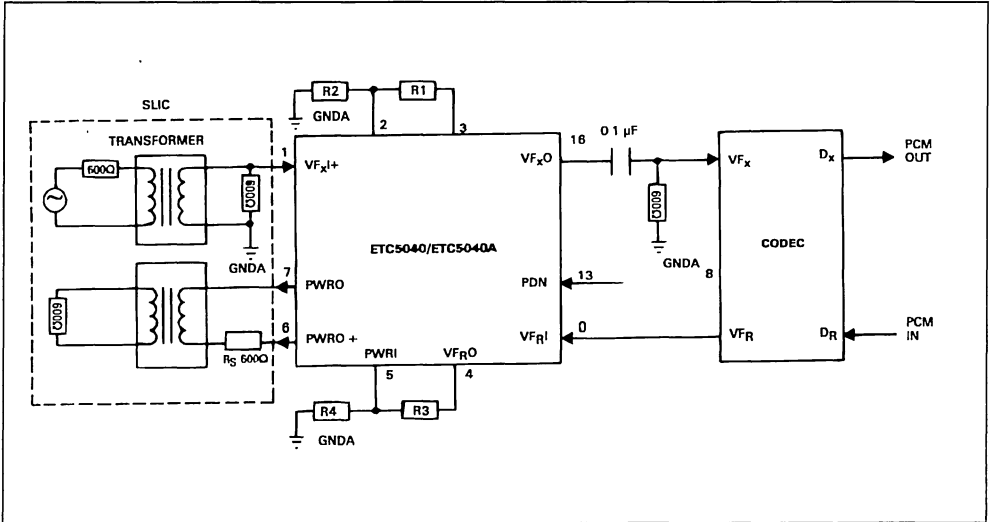 R2
R1
GNDA
SLIC
2
3
TRANSFORMER
16
0 1 µF
1
600Ω
VFxI+
VFxO
VFx
Dx
PCM
OUT
600Ω
600Ω
ETC5040/ETC5040A
CODEC
GNDA
GNDA
8
7
PWRO
PDN
13
600Ω
6
PWRO +
VFRI
0
VFR
DR
PCM
IN
RS 600Ω
PWRI
VFRO
5
4
R4
R3
GNDA